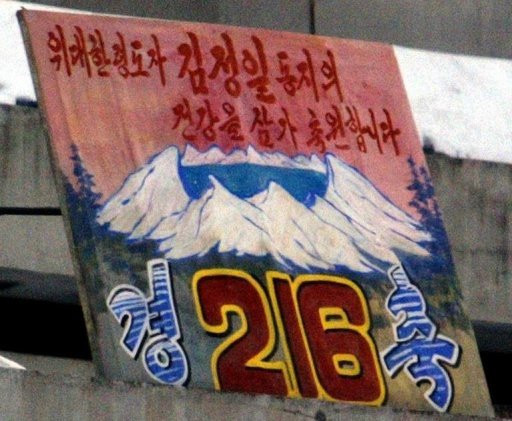 위대한 령도자 김정일 동지의
건강을 삼가 축원합니다
경 216 축